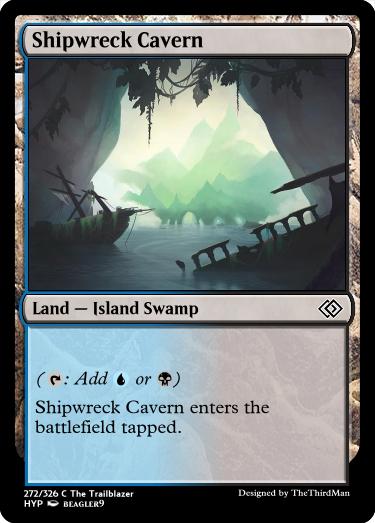 Shipwreck Cavern
Land — Island Swamp
( : Add or )
Shipwreck Cavern enters the
battlefield tapped.
272/326 C The Trailblazer
Designed by TheThirdMan
HYP BEAGLER9